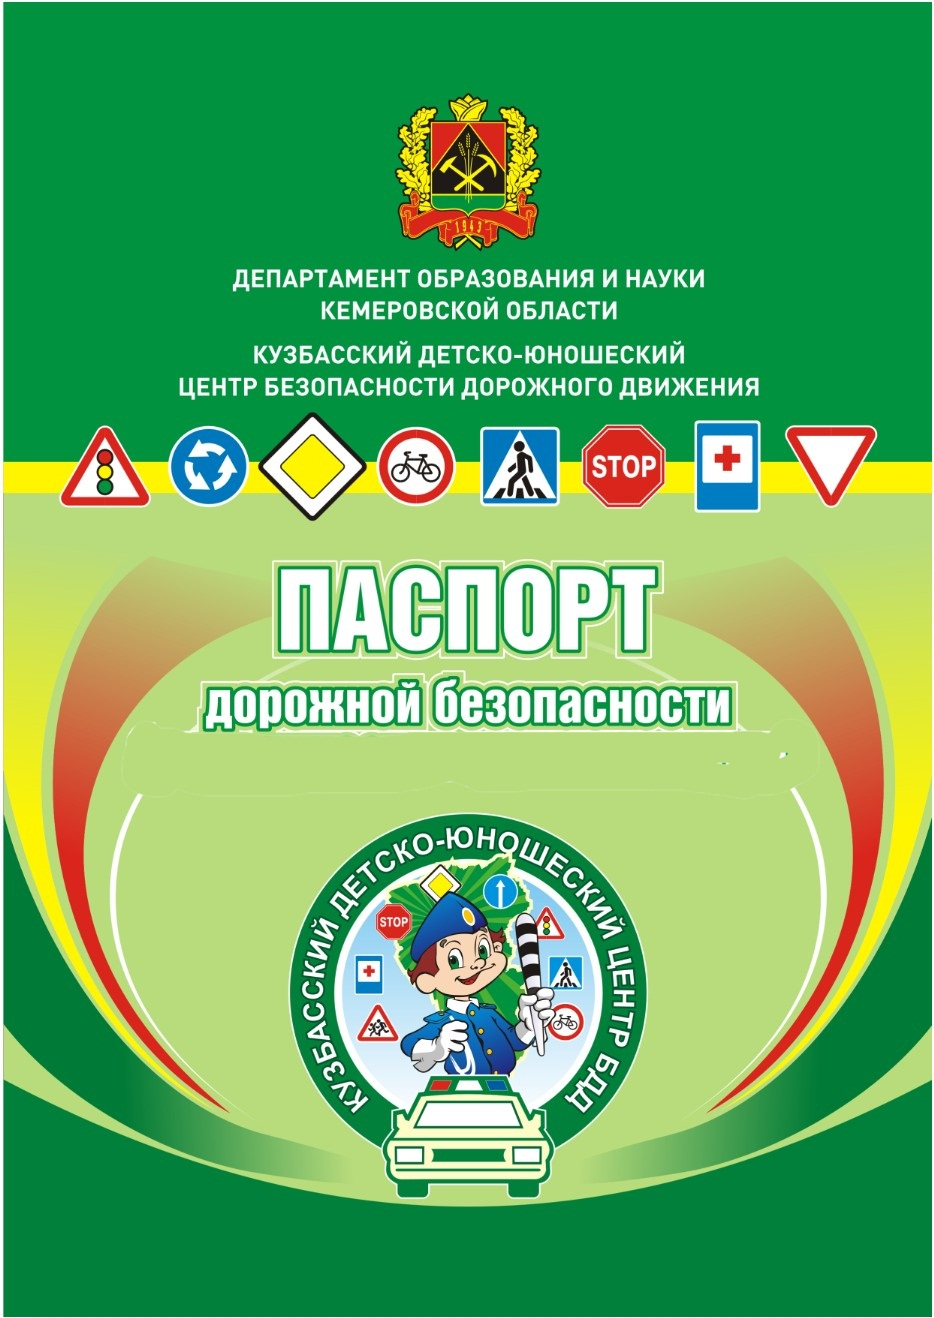 1943
ДЕПАРТАМЕНТ ОБРАЗОВАНИЯ И НАУКИ
КЕМЕРОВСКОЙ ОБЛАСТИ
КУЗБАССКИЙ ДЕТСКО-ЮНОШЕСКИЙ
ЦЕНТР БЕЗОПАСНОСТИ ДОРОЖНОГО ДВИЖЕНИЯ
STOP
ПАСПОРТ
дорожной безопасности
КУЗБАССКИЙ ДЕТСКО-ЮНОШЕСКИЙ ЦЕНТР БДД
STOP